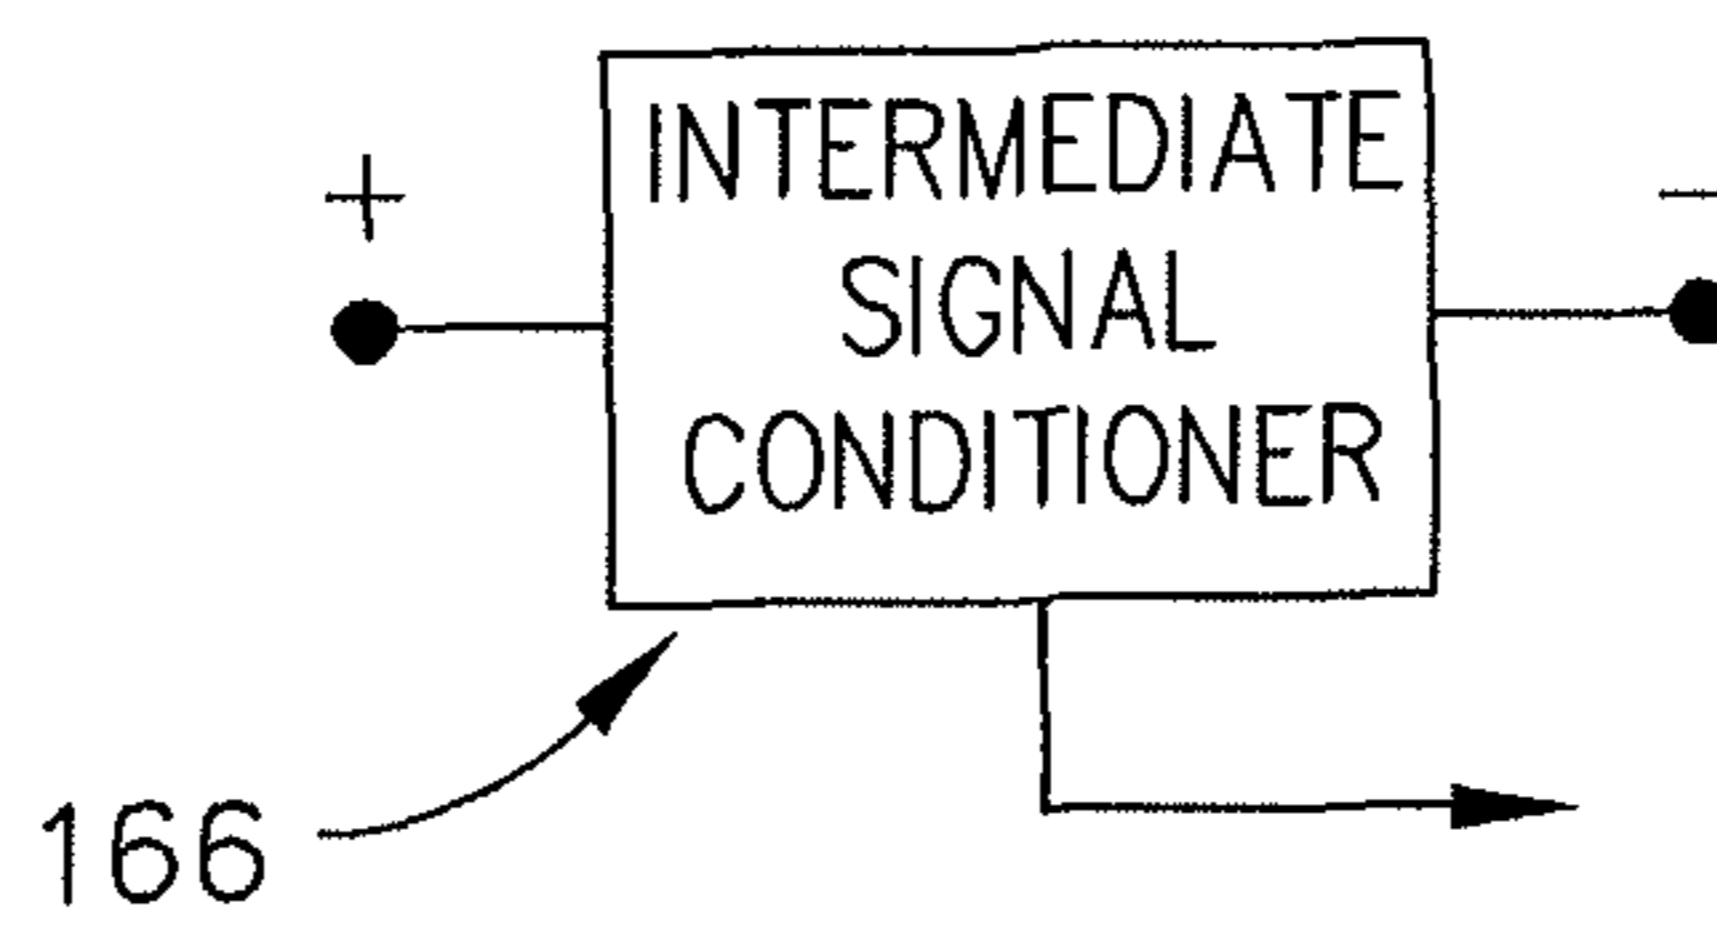 INTERMEDIATE
+ −
SIGNAL
CONDITIONER
166